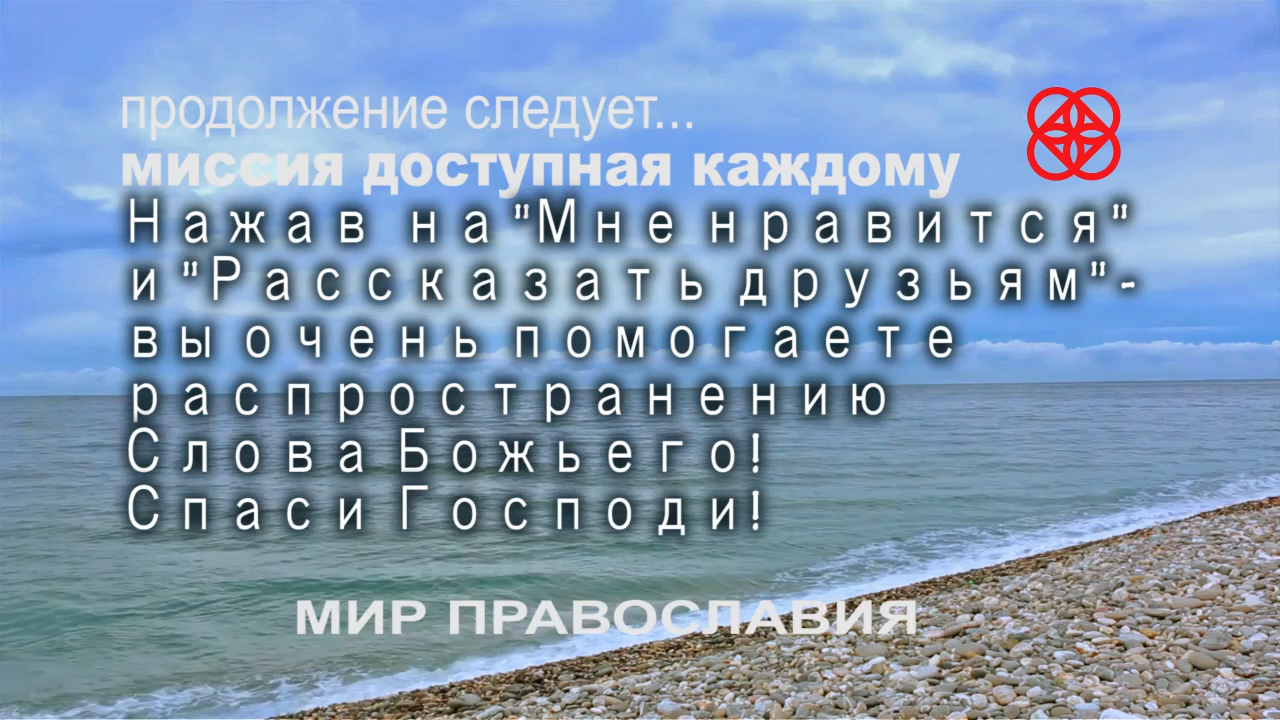 продолжение следует...
миссия доступная каждому
Нажав на "Мне нравится"
и "Рассказать друзьям"-
вы очень помогаете
распространению
Слова Божьего!
Спаси Господи!
МИР ПРАВОСЛАВИЯ